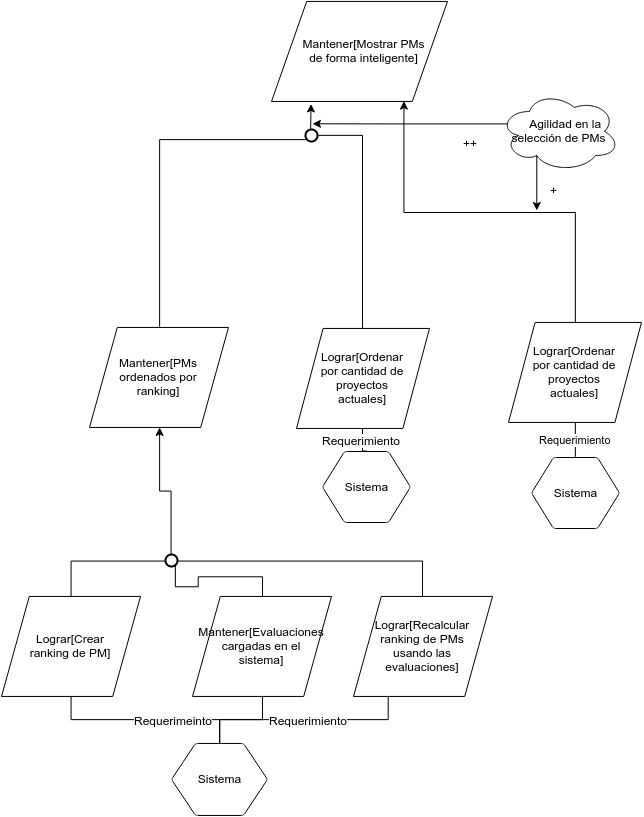 Mantener[Mostrar PMs
de forma inteligente]
Agilidad en la
selección de PMs
++
+
Mantener[PMs
ordenados por
ranking]
Lograr[Ordenar
por cantidad de
proyectos
actuales]
Lograr[Ordenar
por cantidad de
proyectos
actuales]
Requerimiento
Requerimiento
Sistema
Sistema
Lograr[Crear
ranking de PM]
Mantener[Evaluaciones
cargadas en el
sistema]
Lograr[Recalcular
ranking de PMs
usando las
evaluaciones]
Requerimeinto
Requerimiento
Sistema